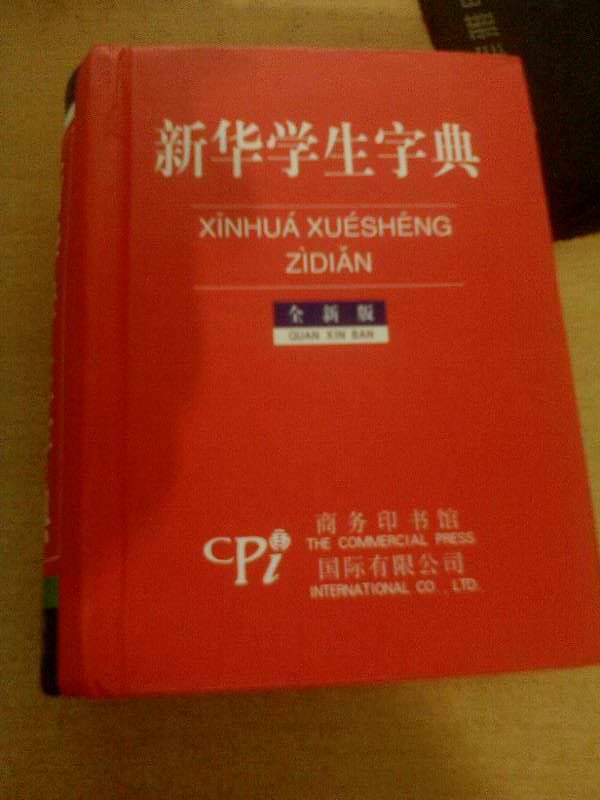 新华学生字典
XĪNHUÁ XUÉSHĒNG
ZÌDIǍN
全新版
QUAN XIN BAN
CPi
商务印书馆
THE COMMERCIAL PRESS
国际有限公司
INTERNATIONAL CO., LTD.